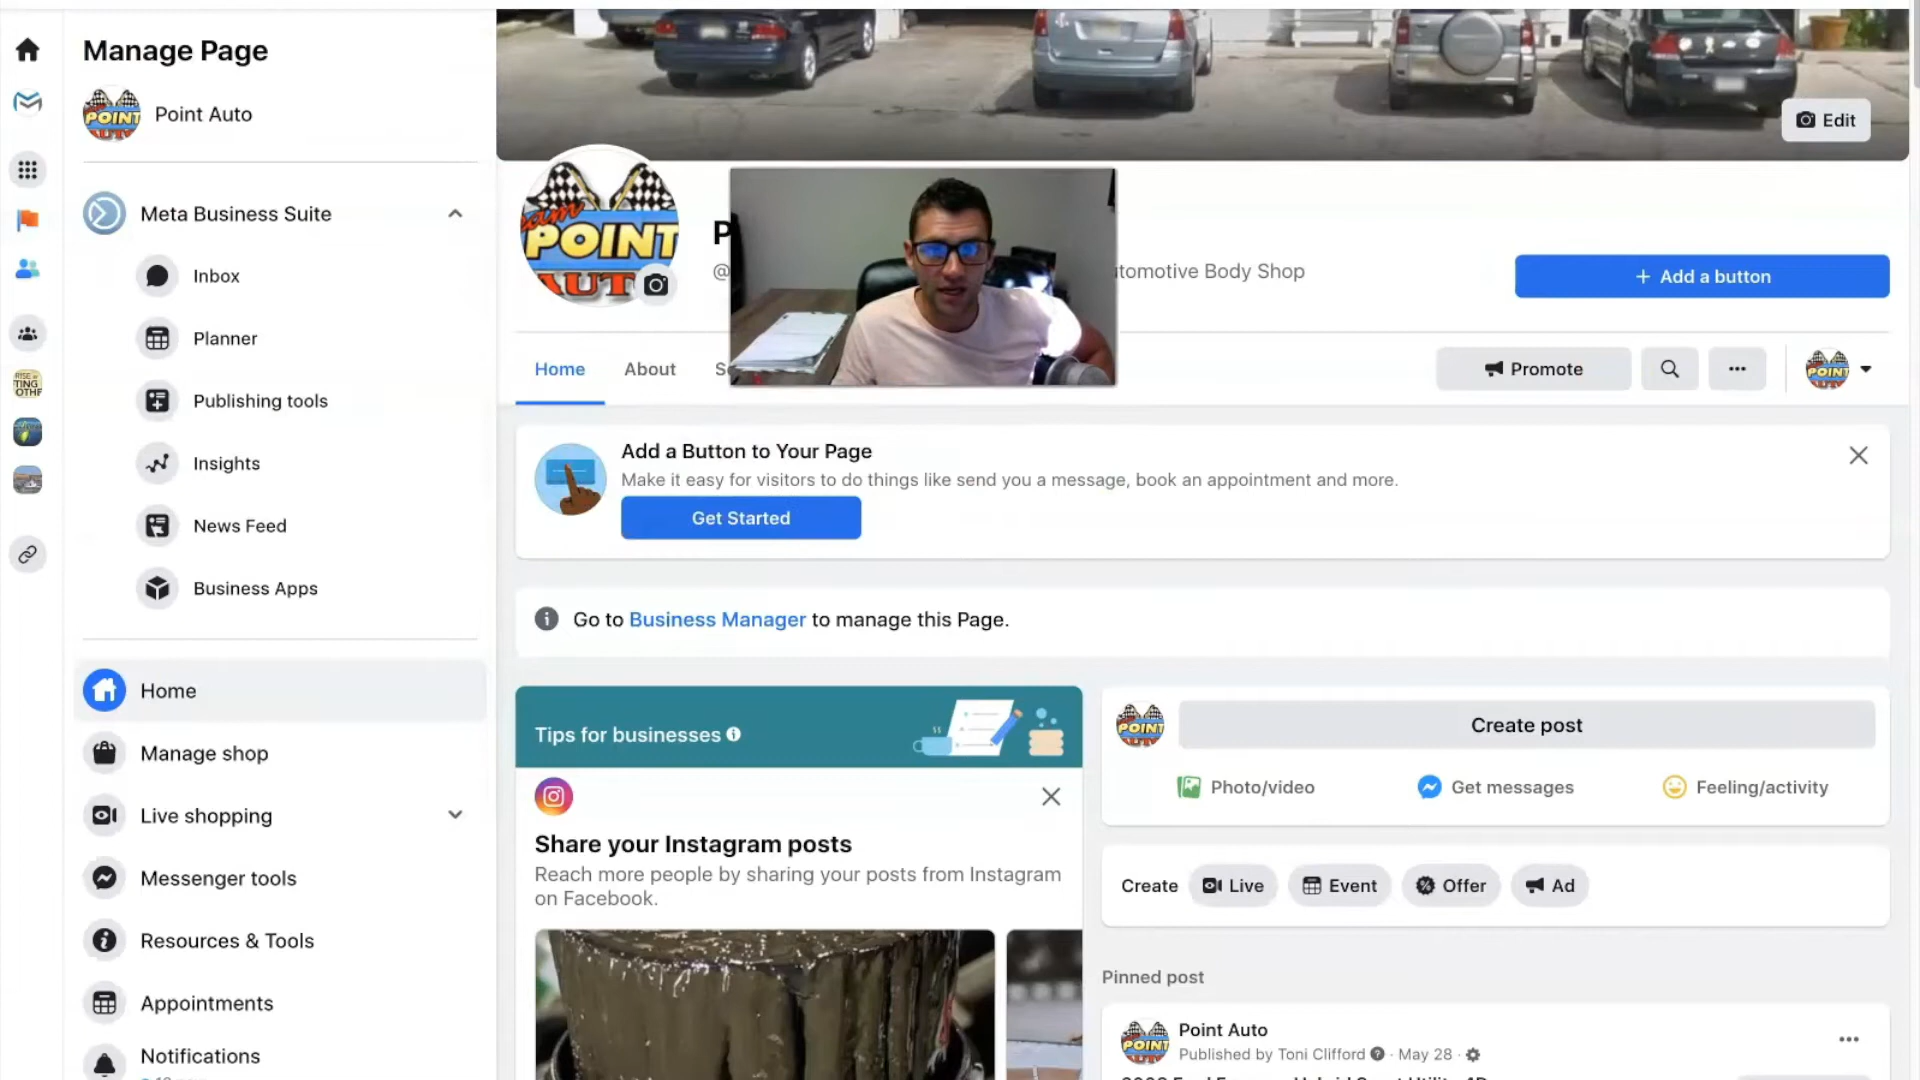 Manage Page
Point Auto
Meta Business Suite
Inbox
Planner
Publishing tools
Insights
News Feed
Business Apps
Home
Manage shop
Live shopping
Messenger tools
Resources & Tools
Appointments
Notifications
Edit
POINT
AUTO
P
@
utomotive Body Shop
+ Add a button
Home
About
Promote
Add a Button to Your Page
Make it easy for visitors to do things like send you a message, book an appointment and more.
Get Started
Go to Business Manager to manage this Page.
Tips for businesses
Share your Instagram posts
Reach more people by sharing your posts from Instagram
on Facebook.
Create post
Photo/video
Get messages
Feeling/activity
Create
Live
Event
Offer
Ad
Pinned post
Point Auto
Published by Toni Clifford · May 28 ·